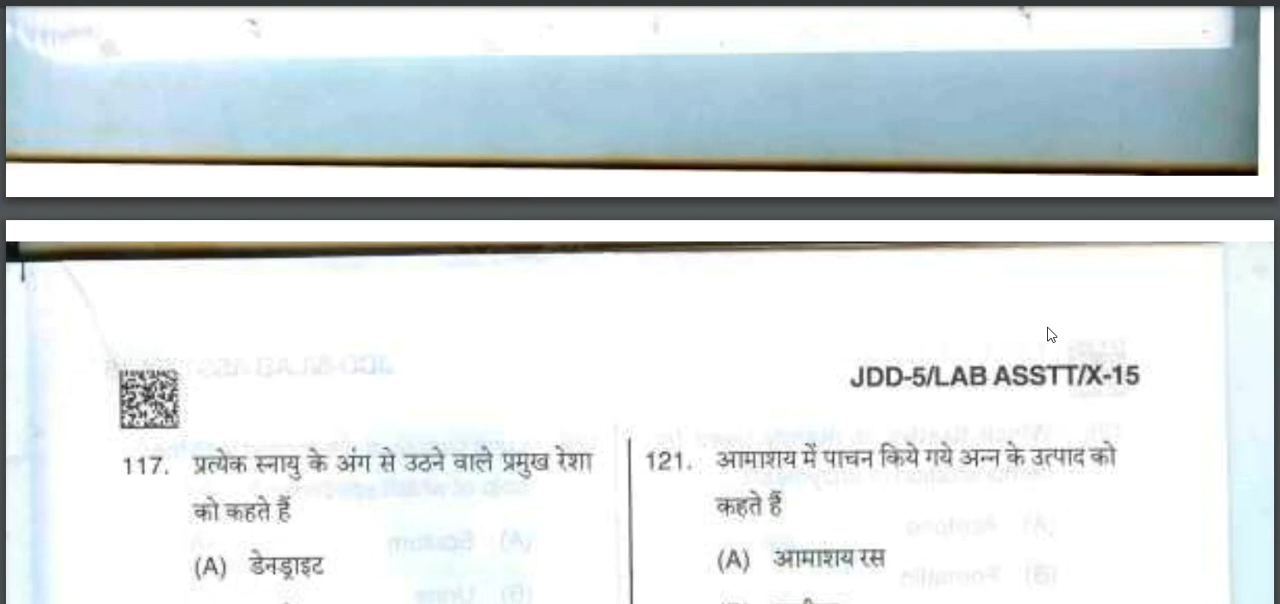 JDD-5/LAB ASSTT/X-15
117. प्रत्येक स्नायु के अंग से उठने वाले प्रमुख रेशा
को कहते हैं
(A) डेनड्राइट
121. आमाशय में पाचन किये गये अन्न के उत्पाद को
कहते हैं
(A) आमाशय रस